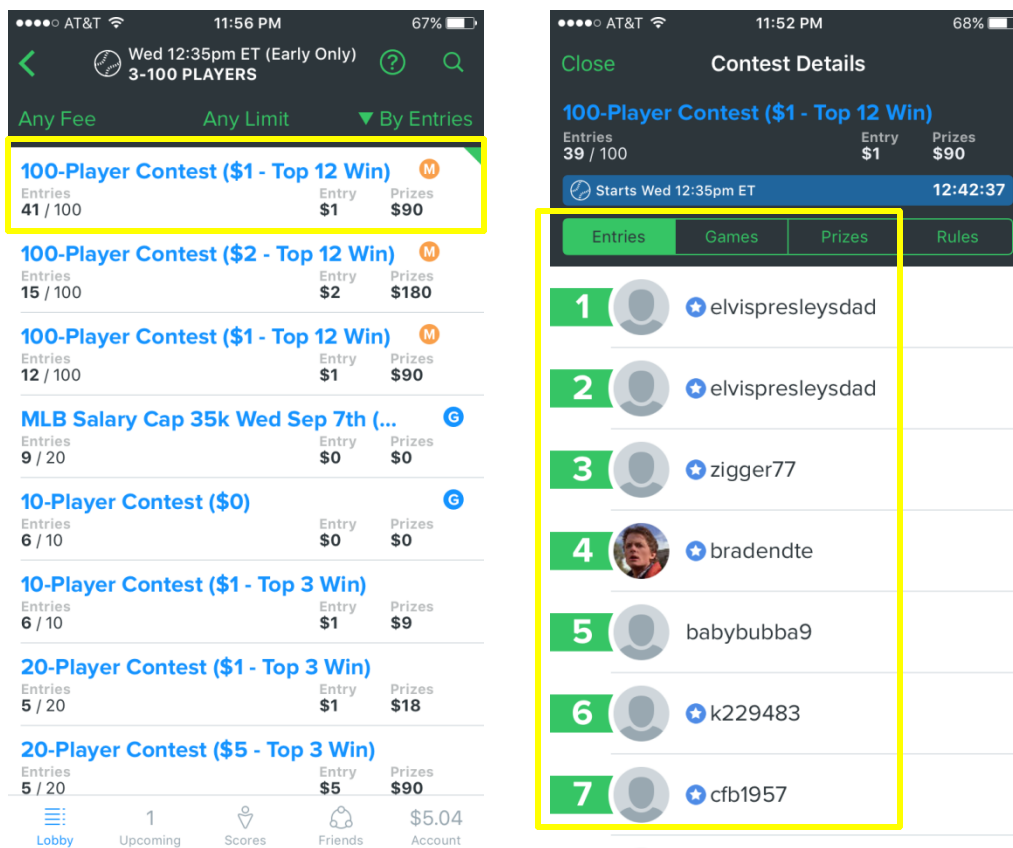 AT&T 11:56 PM 67%
Wed 12:35pm ET (Early Only)
3-100 PLAYERS
?
Any Fee Any Limit ▼ By Entries
100-Player Contest ($1 - Top 12 Win) M
Entries Entry Prizes
41 / 100 $1 $90
100-Player Contest ($2 - Top 12 Win) M
Entries Entry Prizes
15 / 100 $2 $180
100-Player Contest ($1 - Top 12 Win) M
Entries Entry Prizes
12 / 100 $1 $90
MLB Salary Cap 35k Wed Sep 7th (... G
Entries Entry Prizes
9 / 20 $0 $0
10-Player Contest ($0) G
Entries Entry Prizes
6 / 10 $0 $0
10-Player Contest ($1 - Top 3 Win)
Entries Entry Prizes
6 / 10 $1 $9
20-Player Contest ($1 - Top 3 Win)
Entries Entry Prizes
5 / 20 $1 $18
20-Player Contest ($5 - Top 3 Win)
Entries Entry Prizes
5 / 20 $5 $90
1 $5.04
Lobby Upcoming Scores Friends Account
AT&T 11:52 PM 68%
Close Contest Details
100-Player Contest ($1 - Top 12 Win)
Entries Entry Prizes
39 / 100 $1 $90
Starts Wed 12:35pm ET 12:42:37
Entries Games Prizes Rules
1 elvispresleysdad
2 elvispresleysdad
3 zigger77
4 bradendte
5 babybubba9
6 k229483
7 cfb1957